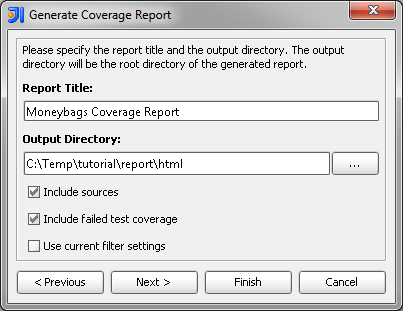 Generate Coverage Report
Please specify the report title and the output directory. The output
directory will be the root directory of the generated report.
Report Title:
Moneybags Coverage Report
Output Directory:
C:\Temp\tutorial\report\html
...
Include sources
Include failed test coverage
Use current filter settings
< Previous
Next >
Finish
Cancel